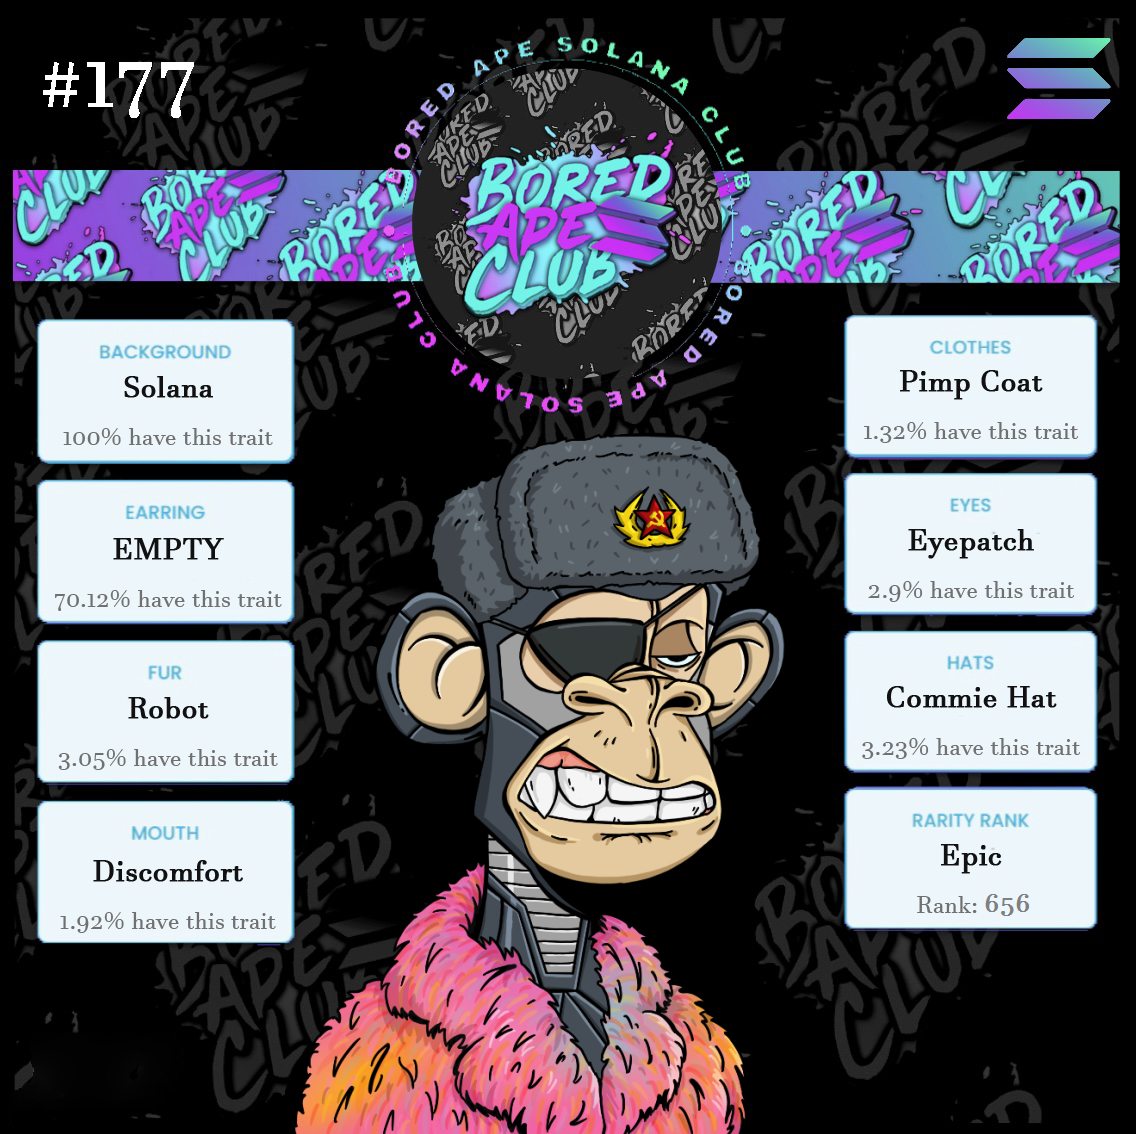 #177
BORED APE SOLANA CLUB
BORED APE SOLANA CLUB
BORED
APE
CLUB
BACKGROUND
Solana
100% have this trait
EARRING
EMPTY
70.12% have this trait
FUR
Robot
3.05% have this trait
MOUTH
Discomfort
1.92% have this trait
CLOTHES
Pimp Coat
1.32% have this trait
EYES
Eyepatch
2.9% have this trait
HATS
Commie Hat
3.23% have this trait
RARITY RANK
Epic
Rank: 656